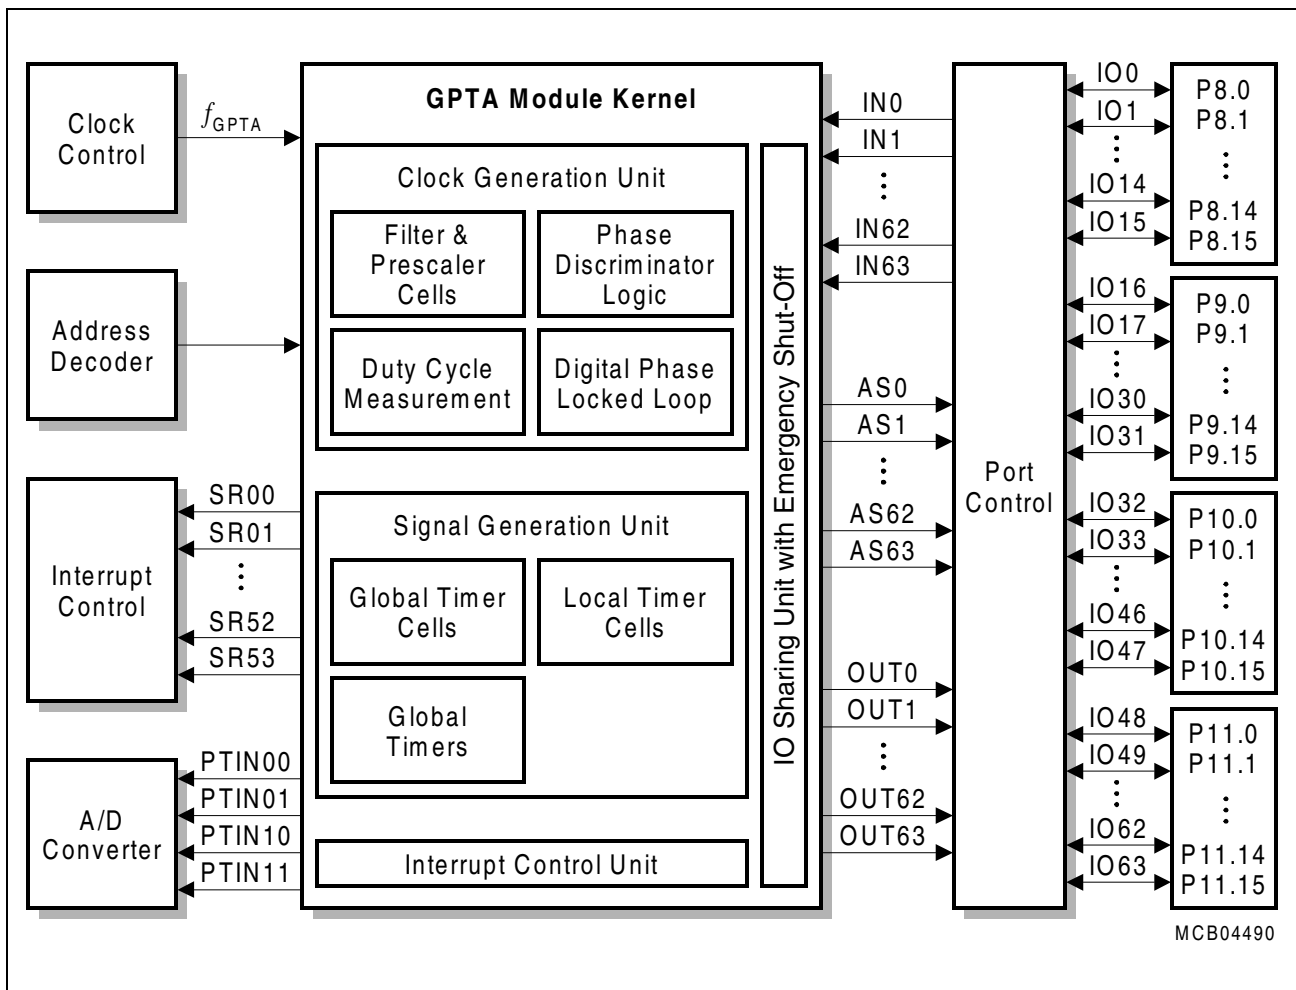 Clock
Control
f GPTA
Address
Decoder
SR00
SR01
Interrupt
Control
SR52
SR53
PTIN00
PTIN01
PTIN10
PTIN11
A/D
Converter
GPTA Module Kernel
Clock Generation Unit
Filter &
Prescaler
Cells
Phase
Discriminator
Logic
Duty Cycle
Measurement
Digital Phase
Locked Loop
Signal Generation Unit
Global Timer
Cells
Local Timer
Cells
Global
Timers
Interrupt Control Unit
IO Sharing Unit with Emergency Shut-Off
IN0
IN1
IN62
IN63
AS0
AS1
AS62
AS63
OUT0
OUT1
OUT62
OUT63
Port
Control
IO0
IO1
IO14
IO15
IO16
IO17
IO30
IO31
IO32
IO33
IO46
IO47
IO48
IO49
IO62
IO63
P8.0
P8.1
P8.14
P8.15
P9.0
P9.1
P9.14
P9.15
P10.0
P10.1
P10.14
P10.15
P11.0
P11.1
P11.14
P11.15
MCB04490